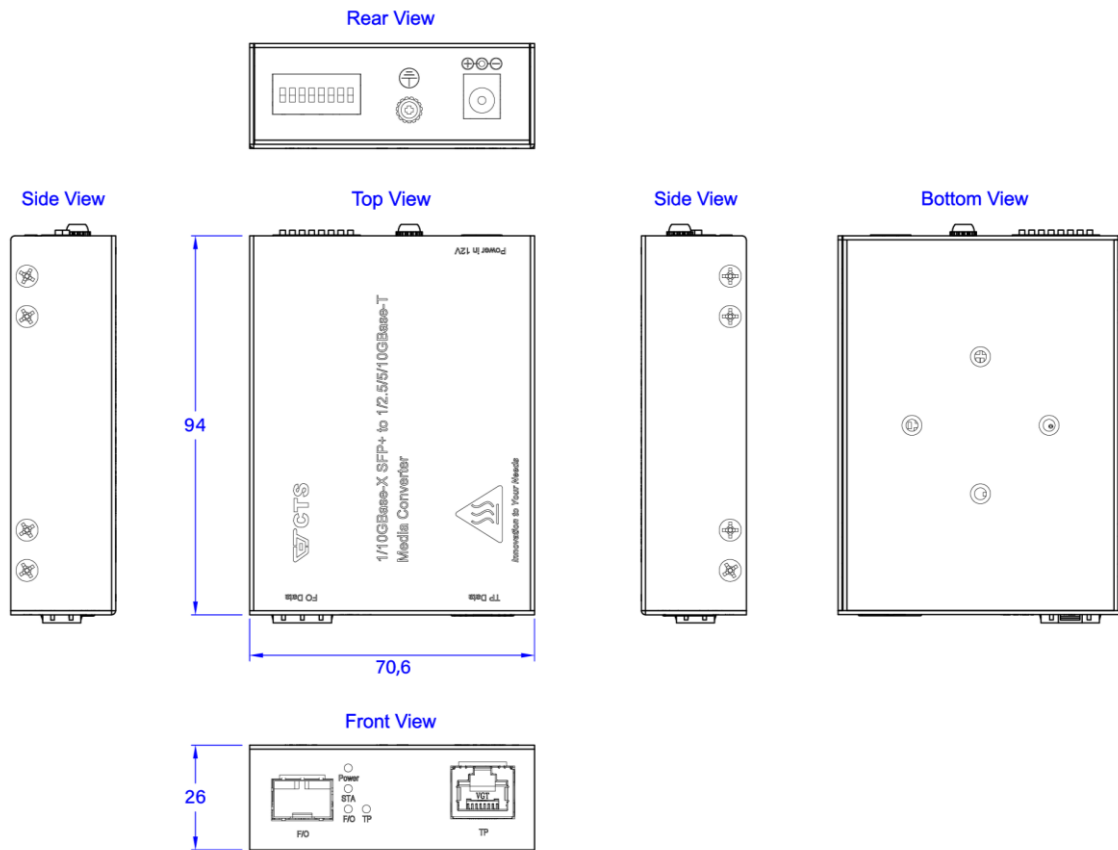 Rear View
Side View
Top View
Side View
Bottom View
Power in 12V
94
1/10GBase-X SFP+ to 1/2.5/5/10GBase-T
Media Converter
CTS
Innovation to Your Needs
FO Data
TP Data
70,6
Front View
26
Power
STA
F/O TP
F/O
VGT
TP